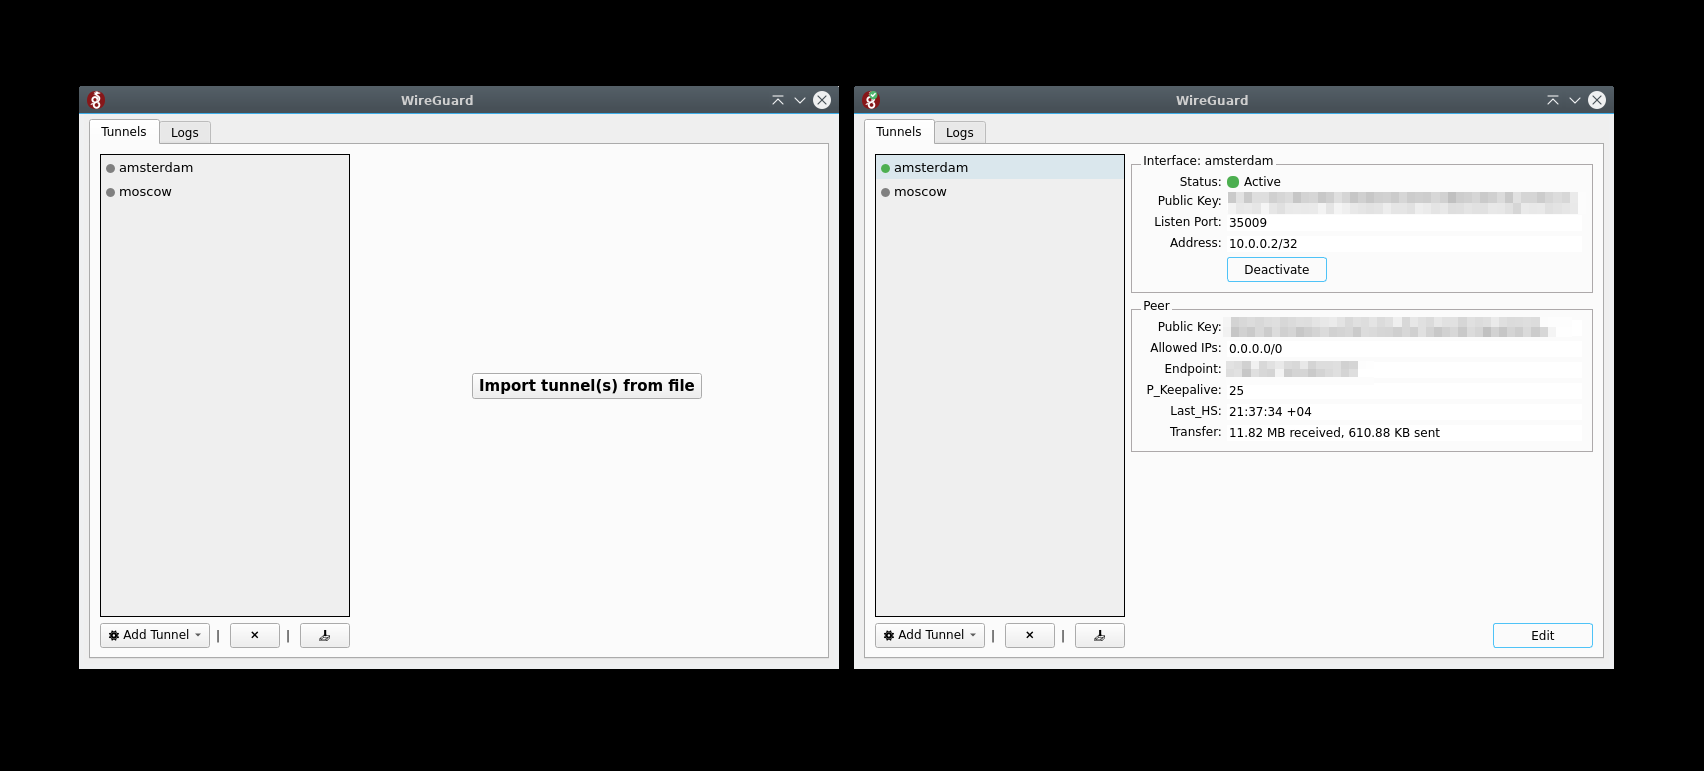 WireGuard
Tunnels
Logs
amsterdam
moscow
Import tunnel(s) from file
Add Tunnel |
|
WireGuard
Tunnels
Logs
amsterdam
moscow
Interface: amsterdam
Status: Active
Public Key:
Listen Port: 35009
Address: 10.0.0.2/32
Deactivate
Peer
Public Key:
Allowed IPs: 0.0.0.0/0
Endpoint:
P_Keepalive: 25
Last_HS: 21:37:34 +04
Transfer: 11.82 MB received, 610.88 KB sent
Add Tunnel |
|
Edit